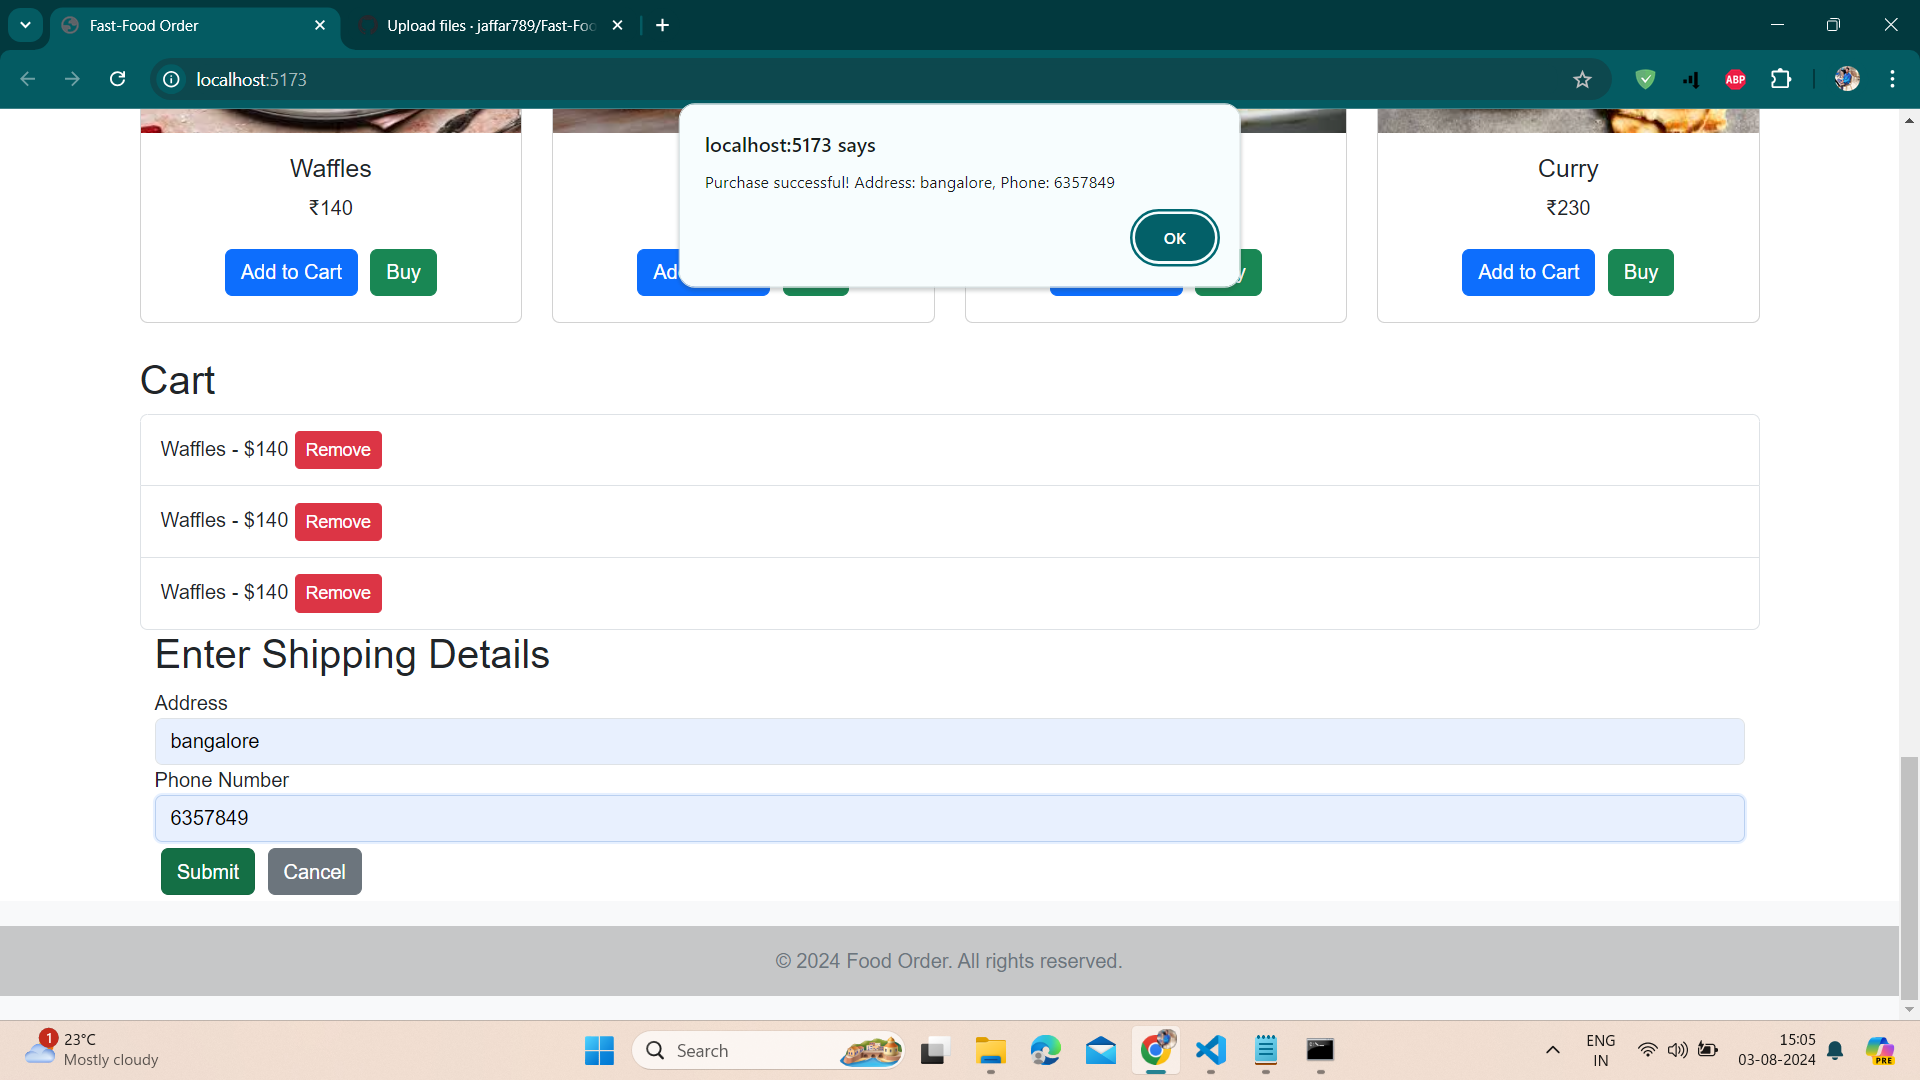 Fast-Food Order
Upload files · jaffar789/Fast-Foo
localhost:5173
ABP
localhost:5173 says
Purchase successful! Address: bangalore, Phone: 6357849
OK
Waffles
₹140
Add to Cart Buy
Ad
y
Curry
₹230
Add to Cart Buy
Cart
Waffles - $140 Remove
Waffles - $140 Remove
Waffles - $140 Remove
Enter Shipping Details
Address
bangalore
Phone Number
6357849
Submit Cancel
© 2024 Food Order. All rights reserved.
1
23°C
Mostly cloudy
Search
ENG
IN
15:05
03-08-2024
PRE